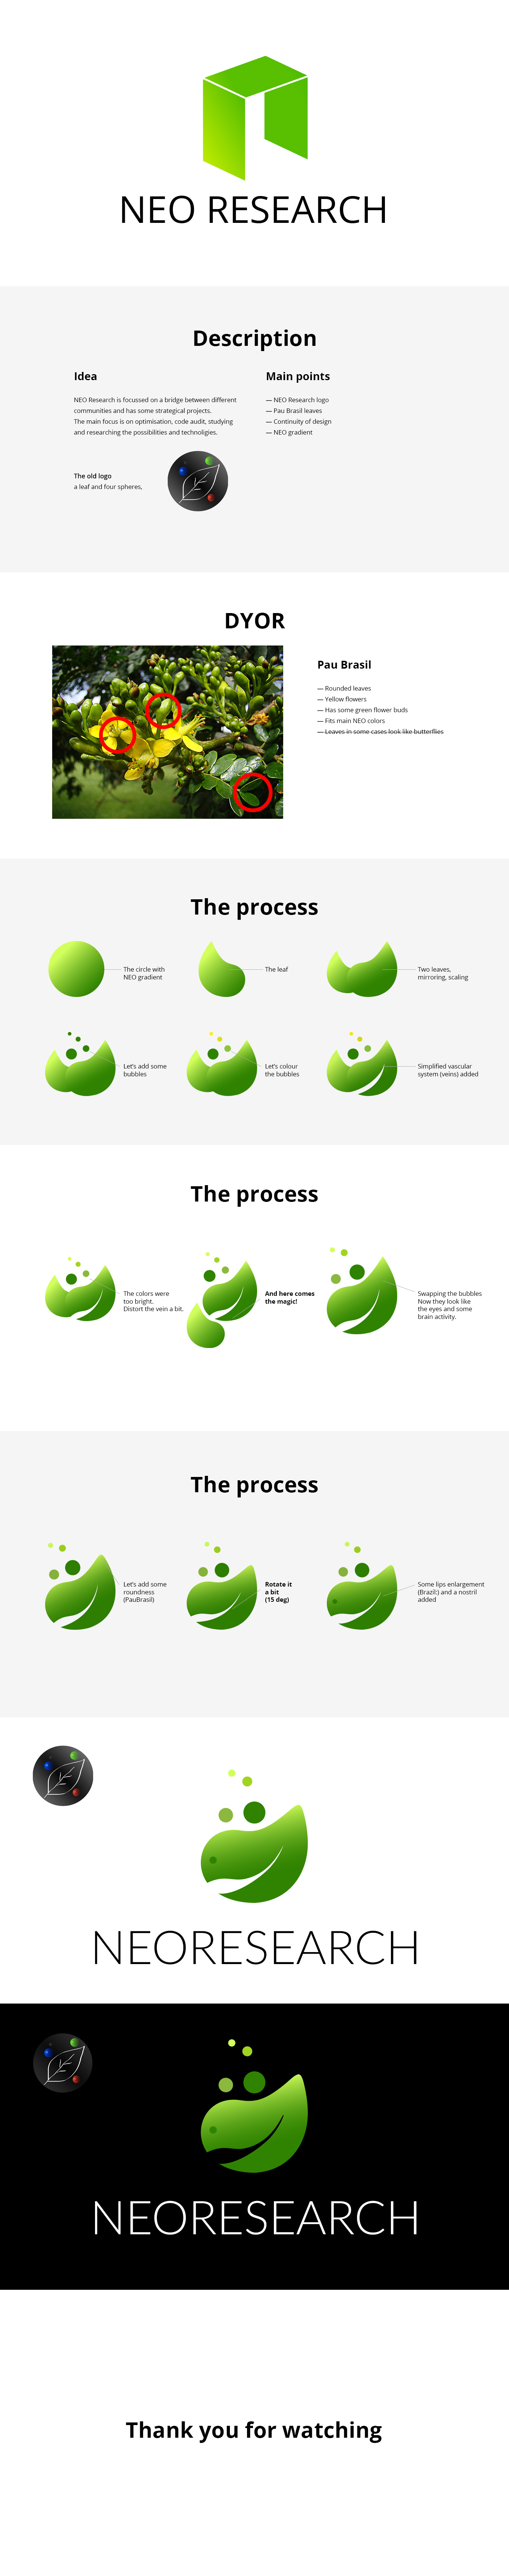 NEO RESEARCH
Description
Idea
NEO Research is focussed on a bridge between different
communities and has some strategical projects.
The main focus is on optimisation, code audit, studying
and researching the possibilities and technoligies.
The old logo
a leaf and four spheres,
Main points
— NEO Research logo
— Pau Brasil leaves
— Continuity of design
— NEO gradient
DYOR
Pau Brasil
— Rounded leaves
— Yellow flowers
— Has some green flower buds
— Fits main NEO colors
— Leaves in some cases look like butterflies
The process
The circle with
NEO gradient
The leaf
Two leaves,
mirroring, scaling
Let's add some
bubbles
Let's colour
the bubbles
Simplified vascular
system (veins) added
The process
The colors were
too bright.
Distort the vein a bit.
And here comes
the magic!
Swapping the bubbles
Now they look like
the eyes and some
brain activity.
The process
Let's add some
roundness
(PauBrasil)
Rotate it
a bit
(15 deg)
Some lips enlargement
(Brazil:) and a nostril
added
NEORESEARCH
NEORESEARCH
Thank you for watching